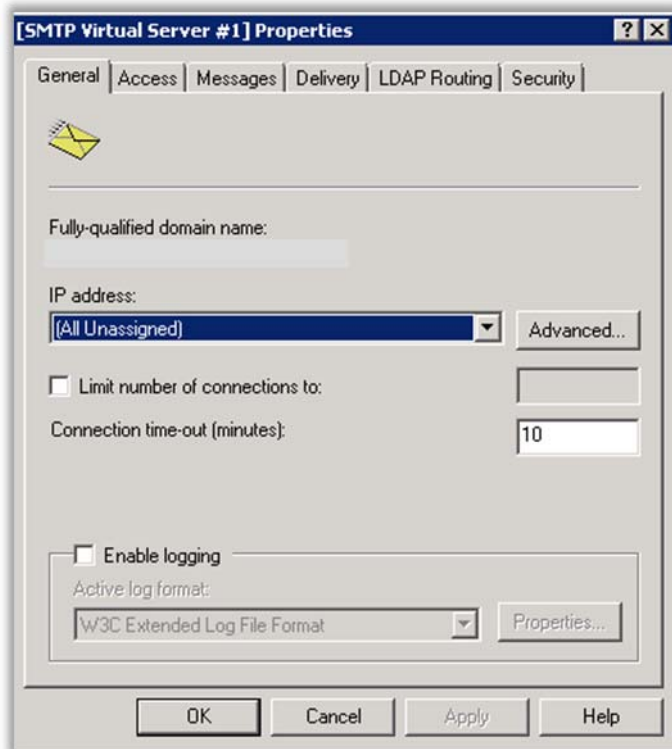 [SMTP Virtual Server #1] Properties
General Access Messages Delivery LDAP Routing Security
Fully-qualified domain name:
IP address:
(All Unassigned) Advanced...
Limit number of connections to:
Connection time-out (minutes): 10
Enable logging
Active log format:
W3C Extended Log File Format Properties...
OK Cancel Apply Help